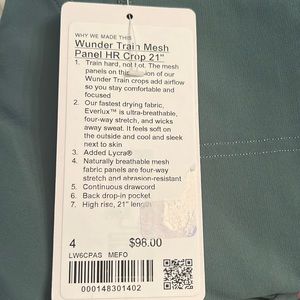 WHY WE MADE THIS
Wunder Train Mesh
Panel HR Crop 21"
1. Train hard, not hot. The mesh
panels on this version of our
Wunder Train crops add airflow
so you stay comfortable and
focused
2. Our fastest drying fabric,
Everlux™ is ultra-breathable,
four-way stretch, and wicks
away sweat. It feels soft on
the outside and cool and sleek
next to skin
3. Added Lycra®
4. Naturally breathable mesh
fabric panels are four-way
stretch and abrasion-resistant
5. Continuous drawcord
6. Back drop-in pocket
7. High rise, 21" length
4 $98.00
LW6CPAS MEFO
000148301402